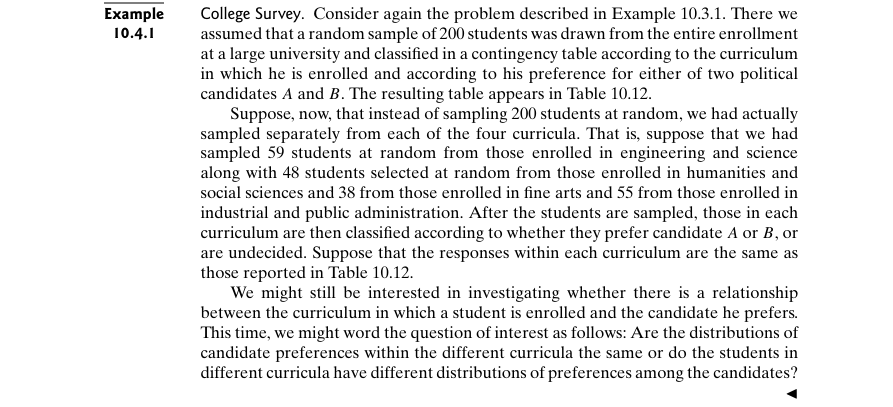 Example College Survey. Consider again the problem described in Example 10.3.1. There we
10.4.1 assumed that a random sample of 200 students was drawn from the entire enrollment
at a large university and classified in a contingency table according to the curriculum
in which he is enrolled and according to his preference for either of two political
candidates A and B. The resulting table appears in Table 10.12.
Suppose, now, that instead of sampling 200 students at random, we had actually
sampled separately from each of the four curricula. That is, suppose that we had
sampled 59 students at random from those enrolled in engineering and science
along with 48 students selected at random from those enrolled in humanities and
social sciences and 38 from those enrolled in fine arts and 55 from those enrolled in
industrial and public administration. After the students are sampled, those in each
curriculum are then classified according to whether they prefer candidate A or B, or
are undecided. Suppose that the responses within each curriculum are the same as
those reported in Table 10.12.
We might still be interested in investigating whether there is a relationship
between the curriculum in which a student is enrolled and the candidate he prefers.
This time, we might word the question of interest as follows: Are the distributions of
candidate preferences within the different curricula the same or do the students in
different curricula have different distributions of preferences among the candidates?